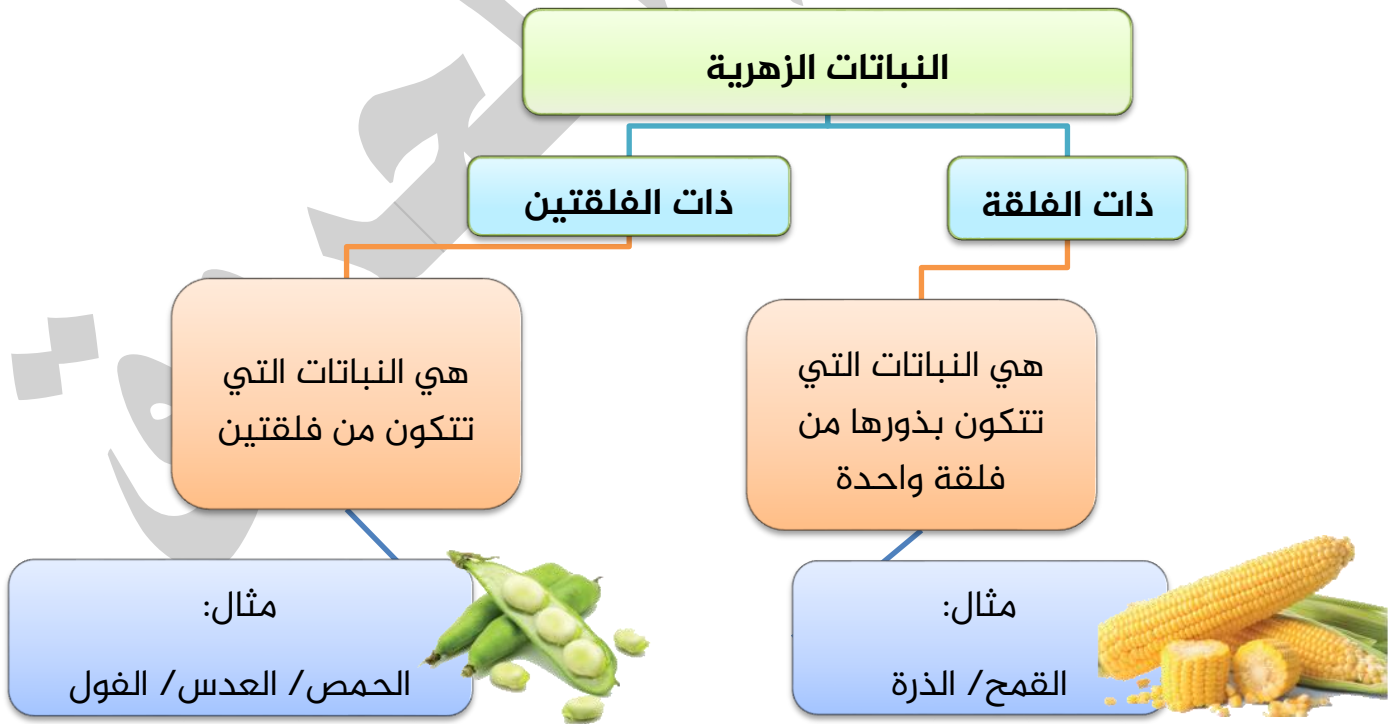 النباتات الزهرية
ذات الفلقة
ذات الفلقتين
هي النباتات التي
تتكون بذورها من
فلقة واحدة
هي النباتات التي
تتكون من فلقتين
مثال:
القمح/ الذرة
مثال:
الحمص/ العدس/ الفول